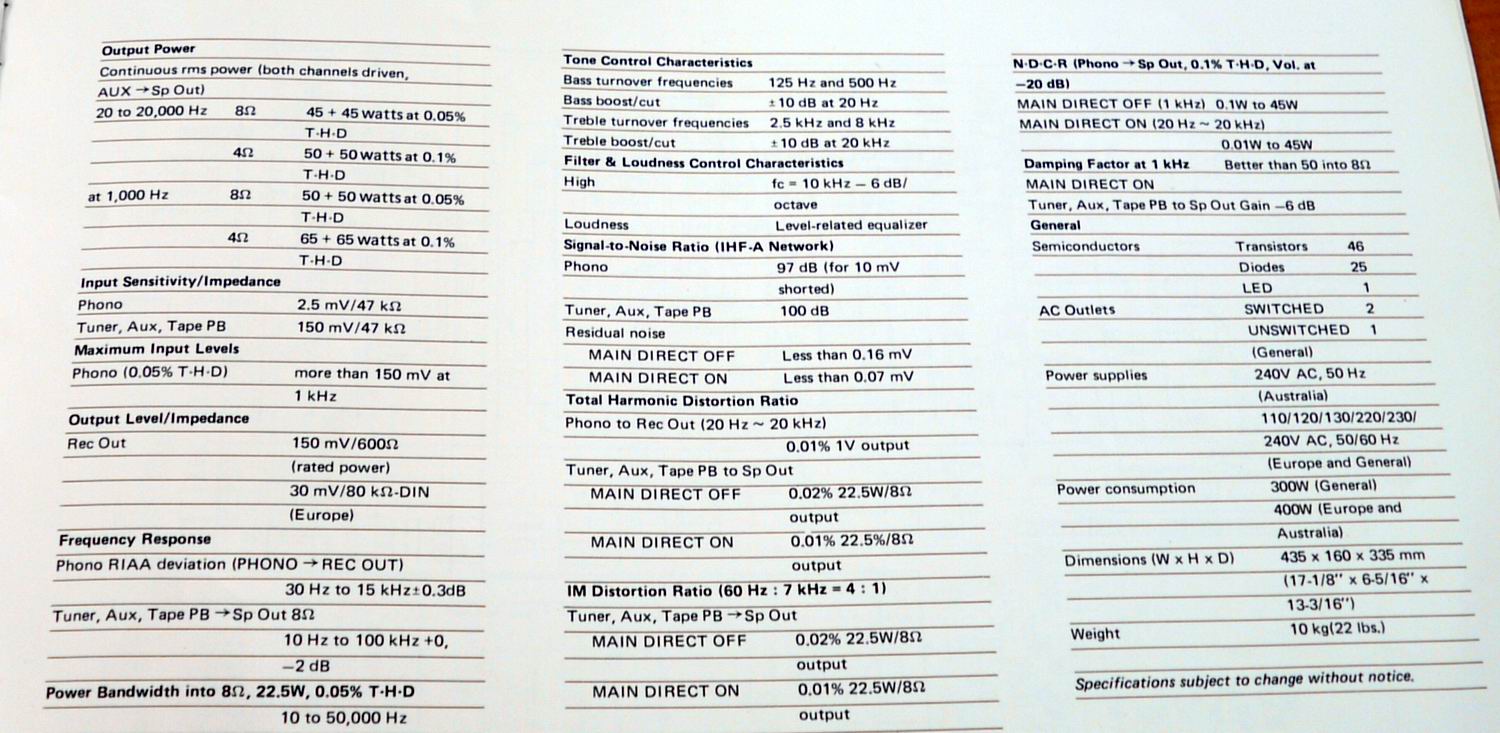 Output Power
Continuous rms power (both channels driven,
AUX →Sp Out)
20 to 20,000 Hz 8Ω 45 + 45 watts at 0.05%
T·H·D
4Ω 50 + 50 watts at 0.1%
T·H·D
at 1,000 Hz 8Ω 50 + 50 watts at 0.05%
T·H·D
4Ω 65 + 65 watts at 0.1%
T·H·D
Input Sensitivity/Impedance
Phono 2.5 mV/47 kΩ
Tuner, Aux, Tape PB 150 mV/47 kΩ
Maximum Input Levels
Phono (0.05% T·H·D) more than 150 mV at
1 kHz
Output Level/Impedance
Rec Out 150 mV/600Ω
(rated power)
30 mV/80 kΩ-DIN
(Europe)
Frequency Response
Phono RIAA deviation (PHONO → REC OUT)
30 Hz to 15 kHz±0.3dB
Tuner, Aux, Tape PB →Sp Out 8Ω
10 Hz to 100 kHz +0,
−2 dB
Power Bandwidth into 8Ω, 22.5W, 0.05% T·H·D
10 to 50,000 Hz
Tone Control Characteristics
Bass turnover frequencies 125 Hz and 500 Hz
Bass boost/cut ±10 dB at 20 Hz
Treble turnover frequencies 2.5 kHz and 8 kHz
Treble boost/cut ±10 dB at 20 kHz
Filter & Loudness Control Characteristics
High fc = 10 kHz − 6 dB/
octave
Loudness Level-related equalizer
Signal-to-Noise Ratio (IHF-A Network)
Phono 97 dB (for 10 mV
shorted)
Tuner, Aux, Tape PB 100 dB
Residual noise
MAIN DIRECT OFF Less than 0.16 mV
MAIN DIRECT ON Less than 0.07 mV
Total Harmonic Distortion Ratio
Phono to Rec Out (20 Hz ~ 20 kHz)
0.01% 1V output
Tuner, Aux, Tape PB to Sp Out
MAIN DIRECT OFF 0.02% 22.5W/8Ω
output
MAIN DIRECT ON 0.01% 22.5%/8Ω
output
IM Distortion Ratio (60 Hz : 7 kHz = 4 : 1)
Tuner, Aux, Tape PB →Sp Out
MAIN DIRECT OFF 0.02% 22.5W/8Ω
output
MAIN DIRECT ON 0.01% 22.5W/8Ω
output
N·D·C·R (Phono → Sp Out, 0.1% T·H·D, Vol. at
−20 dB)
MAIN DIRECT OFF (1 kHz) 0.1W to 45W
MAIN DIRECT ON (20 Hz ~ 20 kHz)
0.01W to 45W
Damping Factor at 1 kHz Better than 50 into 8Ω
MAIN DIRECT ON
Tuner, Aux, Tape PB to Sp Out Gain −6 dB
General
Semiconductors Transistors 46
Diodes 25
LED 1
AC Outlets SWITCHED 2
UNSWITCHED 1
(General)
Power supplies 240V AC, 50 Hz
(Australia)
110/120/130/220/230/
240V AC, 50/60 Hz
(Europe and General)
Power consumption 300W (General)
400W (Europe and
Australia)
Dimensions (W x H x D) 435 x 160 x 335 mm
(17-1/8" x 6-5/16" x
13-3/16")
Weight 10 kg(22 lbs.)
Specifications subject to change without notice.